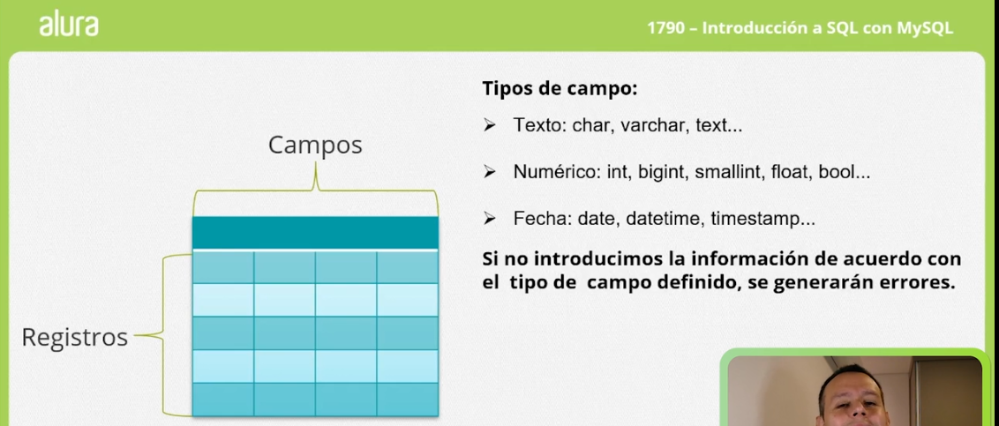 alura
1790 – Introducción a SQL con MySQL
Campos
Registros
Tipos de campo:
➢ Texto: char, varchar, text...
➢ Numérico: int, bigint, smallint, float, bool...
➢ Fecha: date, datetime, timestamp...
Si no introducimos la información de acuerdo con
el tipo de campo definido, se generarán errores.